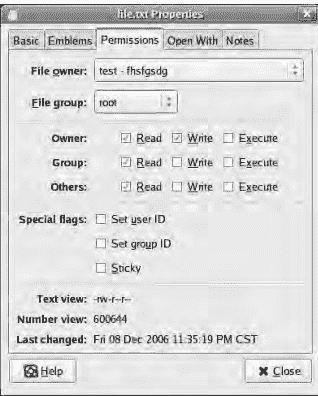 file.txt Properties
Basic Emblems Permissions Open With Notes
File owner: test - fhsfgsdg
File group: root
Owner: Read Write Execute
Group: Read Write Execute
Others: Read Write Execute
Special flags: Set user ID
Set group ID
Sticky
Text view: -rw-r--r--
Number view: 600644
Last changed: Fri 08 Dec 2006 11:35:19 PM CST
Help Close